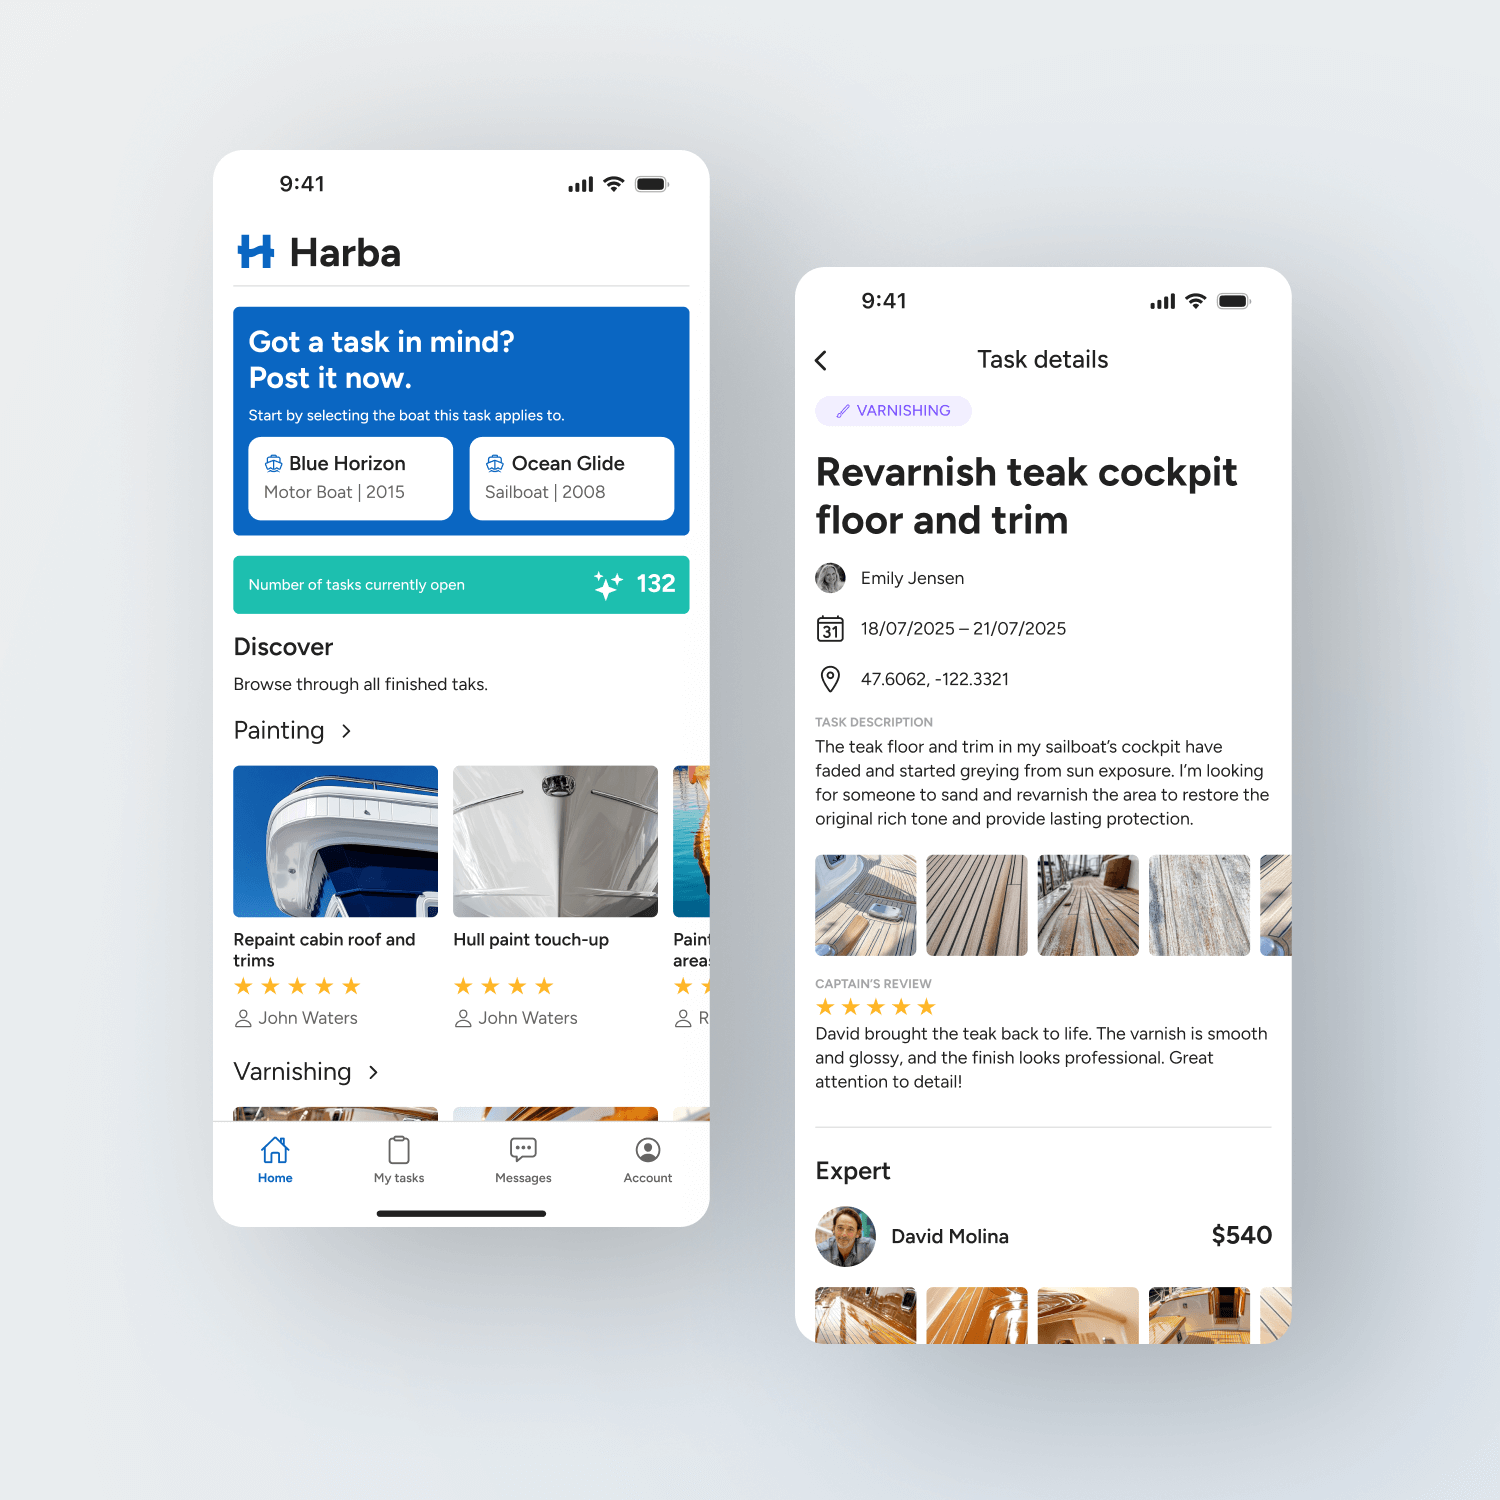 9:41
Harba
Got a task in mind?
Post it now.
Start by selecting the boat this task applies to.
Blue Horizon
Motor Boat | 2015
Ocean Glide
Sailboat | 2008
Number of tasks currently open
132
Discover
Browse through all finished taks.
Painting
Repaint cabin roof and
trims
John Waters
Hull paint touch-up
John Waters
Varnishing
Home
My tasks
Messages
Account
9:41
Task details
VARNISHING
Revarnish teak cockpit
floor and trim
Emily Jensen
31
18/07/2025 – 21/07/2025
47.6062, -122.3321
TASK DESCRIPTION
The teak floor and trim in my sailboat’s cockpit have
faded and started greying from sun exposure. I’m looking
for someone to sand and revarnish the area to restore the
original rich tone and provide lasting protection.
CAPTAIN’S REVIEW
David brought the teak back to life. The varnish is smooth
and glossy, and the finish looks professional. Great
attention to detail!
Expert
David Molina
$540